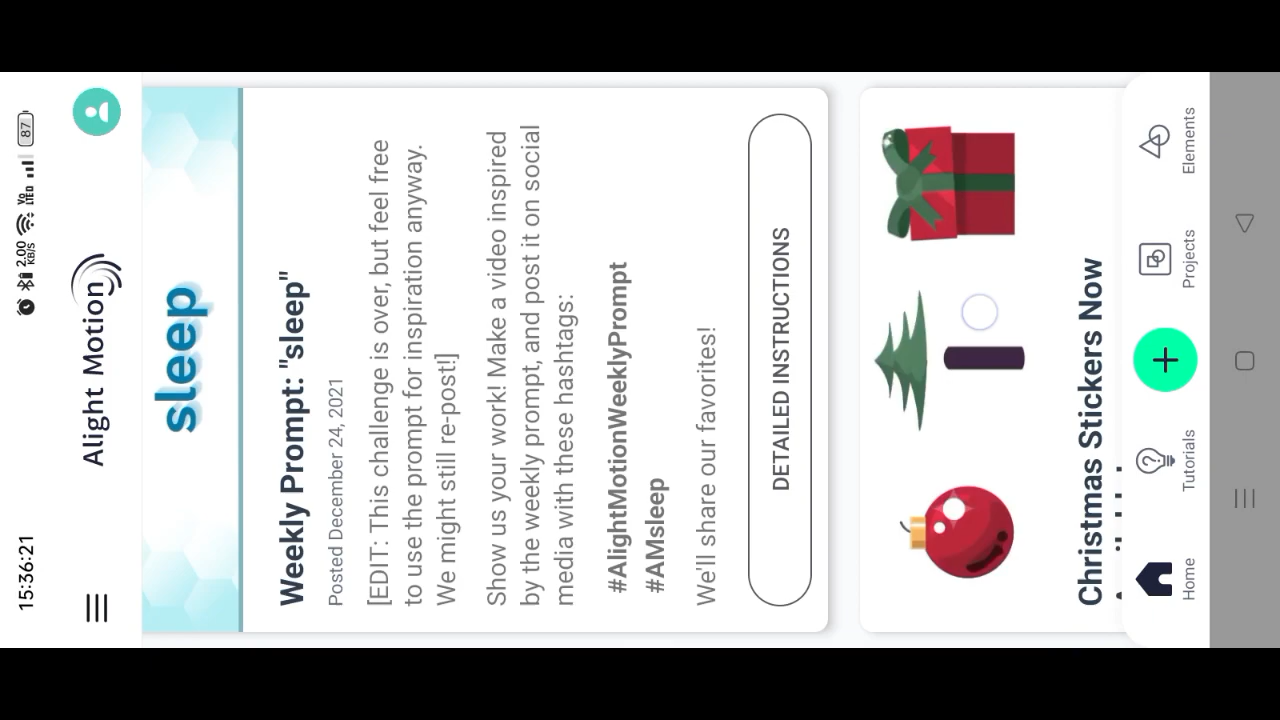 15:36:21
2.00
KB/S
Vo
LTED
87
Alight Motion
sleep
Weekly Prompt: "sleep"
Posted December 24, 2021
[EDIT: This challenge is over, but feel free
to use the prompt for inspiration anyway.
We might still re-post!]
Show us your work! Make a video inspired
by the weekly prompt, and post it on social
media with these hashtags:
#AlightMotionWeeklyPrompt
#AMsleep
We'll share our favorites!
DETAILED INSTRUCTIONS
Christmas Stickers Now
Home
Tutorials
Projects
Elements